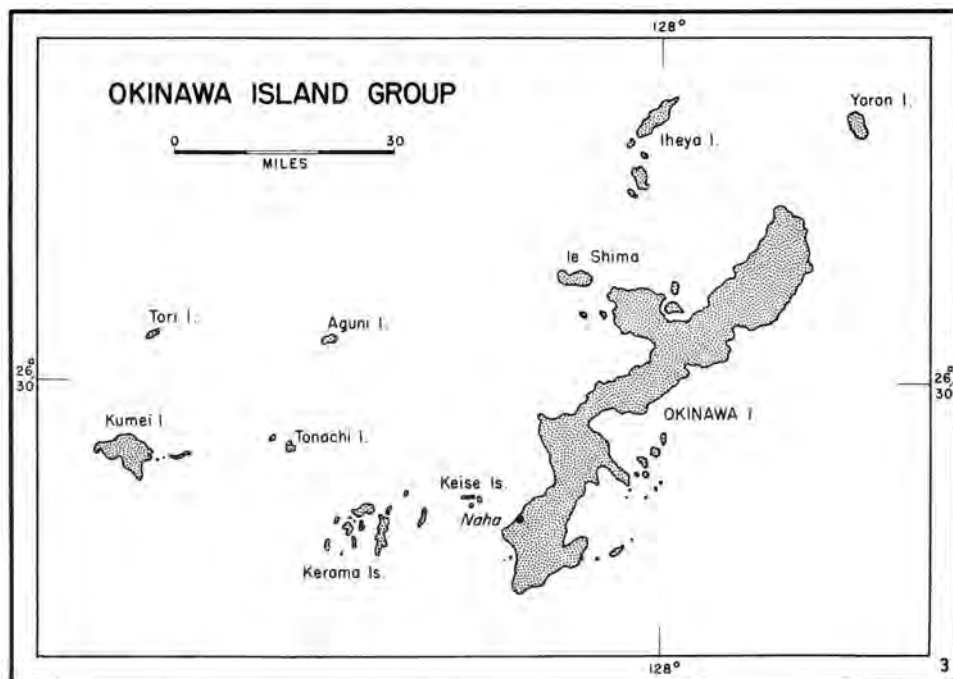 128°
OKINAWA ISLAND GROUP
0 30
MILES
Yoron I.
Iheya I.
Ie Shima
Tori I.
Aguni I.
26°
30
26°
30
Kumei I.
Tonachi I.
OKINAWA I.
Keise Is.
Naha
Kerama Is.
128°
3